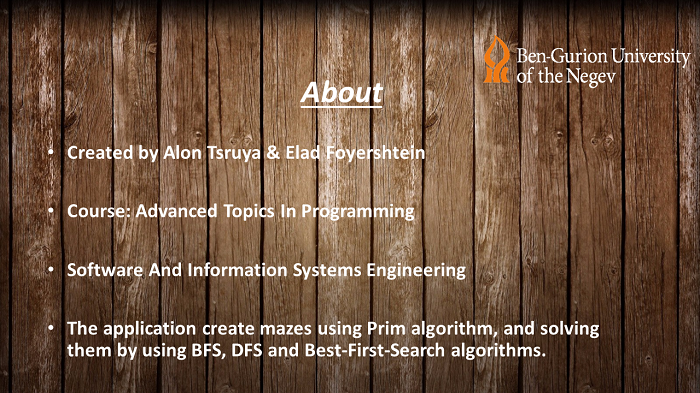 Ben-Gurion University
of the Negev
About
• Created by Alon Tsruya & Elad Foyershtein
• Course: Advanced Topics In Programming
• Software And Information Systems Engineering
• The application create mazes using Prim algorithm, and solving
them by using BFS, DFS and Best-First-Search algorithms.